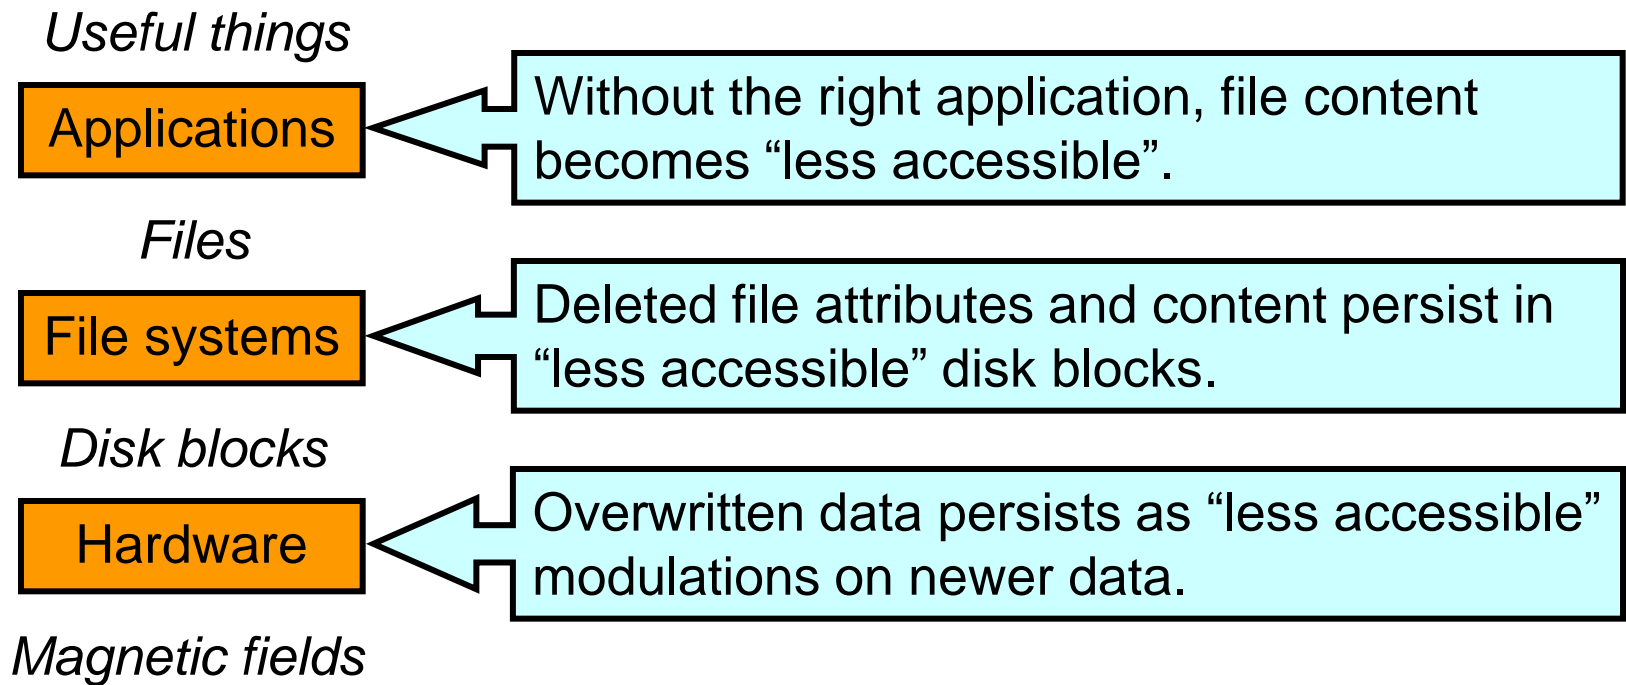 Useful things
Applications
Without the right application, file content
becomes “less accessible”.
Files
File systems
Deleted file attributes and content persist in
“less accessible” disk blocks.
Disk blocks
Hardware
Overwritten data persists as “less accessible”
modulations on newer data.
Magnetic fields